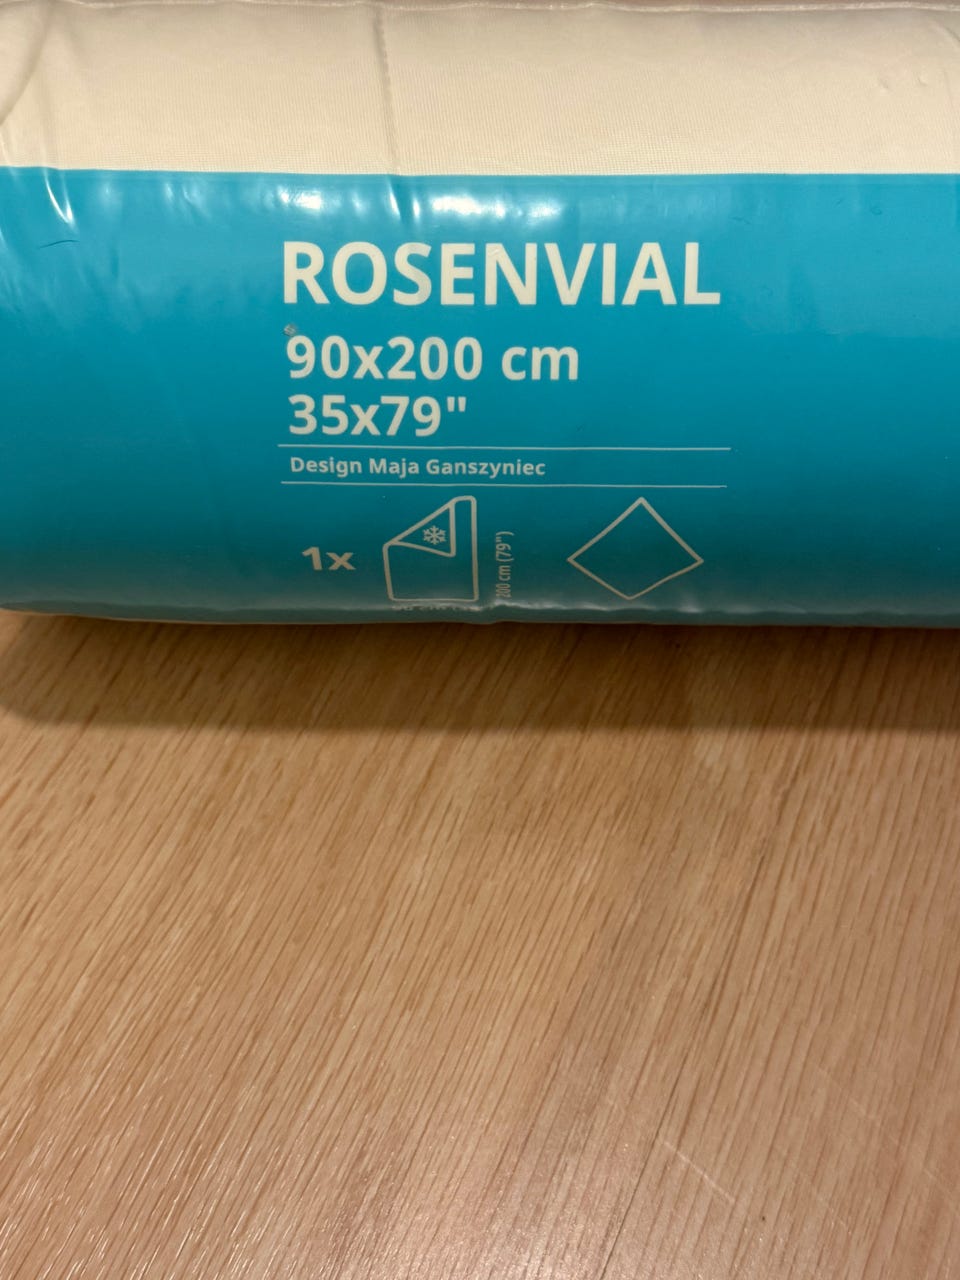 ROSENVIAL
90x200 cm
35x79"
Design Maja Ganszyniec
1x
200 cm (79")